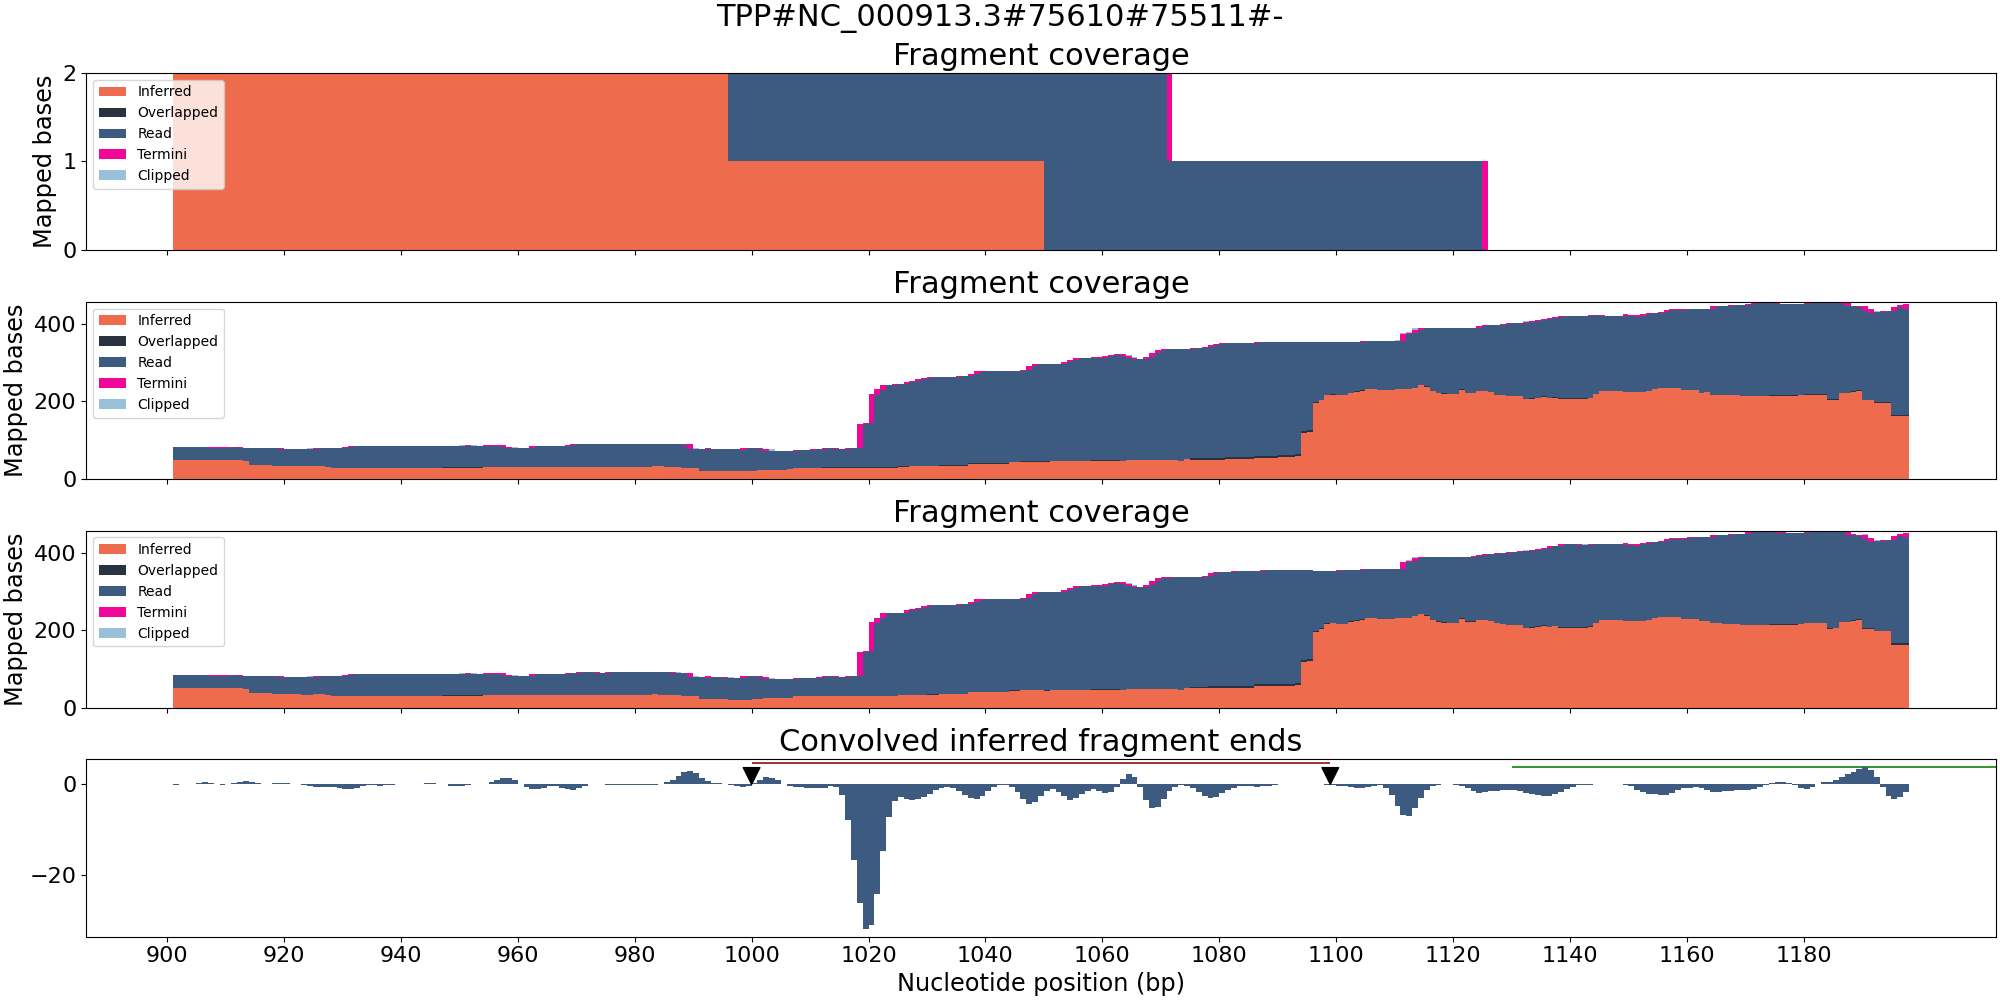 TPP#NC_000913.3#75610#75511#-
Fragment coverage
Mapped bases
2
1
0
Inferred
Overlapped
Read
Termini
Clipped
Fragment coverage
Mapped bases
400
200
0
Inferred
Overlapped
Read
Termini
Clipped
Fragment coverage
Mapped bases
400
200
0
Inferred
Overlapped
Read
Termini
Clipped
Convolved inferred fragment ends
0
−20
900 920 940 960 980 1000 1020 1040 1060 1080 1100 1120 1140 1160 1180
Nucleotide position (bp)